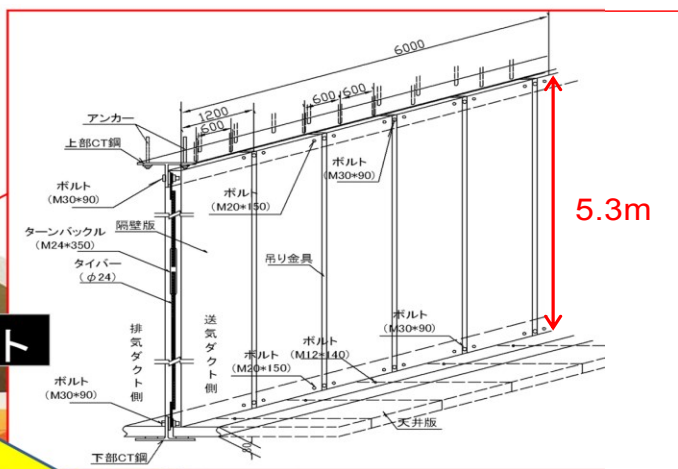 6000
600
600
1200
600
アンカー
上部CT鋼
ボルト
(M30*90)
ボルト
(M20*150)
ボルト
(M30*90)
5.3m
隔壁版
ターンバックル
(M24*350)
タイバー
(φ24)
吊り金具
排気ダクト側
送気ダクト側
ト
ボルト
(M30*90)
ボルト
(M12*140)
ボルト
(M20*150)
ボルト
(M30*90)
天井版
下部CT鋼